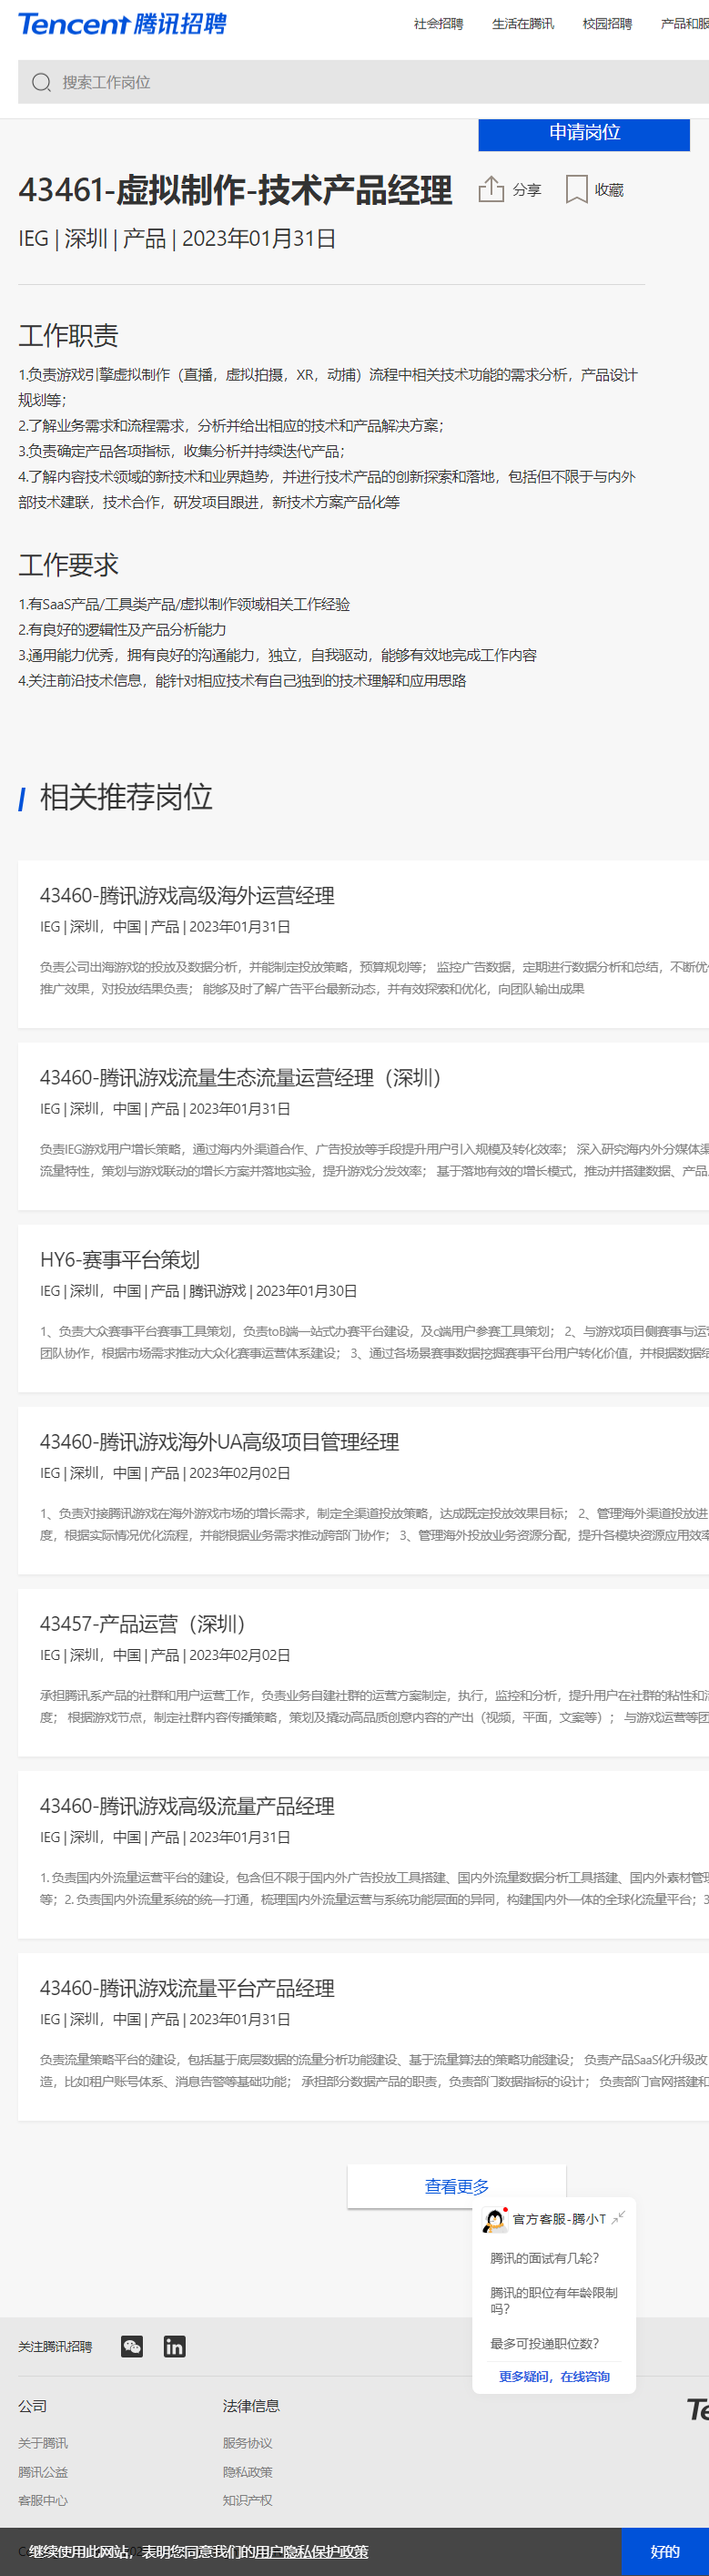 Tencent 腾讯招聘
社会招聘 生活在腾讯 校园招聘 产品和服
搜索工作岗位
申请岗位
43461-虚拟制作-技术产品经理 分享 收藏
IEG | 深圳 | 产品 | 2023年01月31日
工作职责
1.负责游戏引擎虚拟制作（直播，虚拟拍摄，XR，动捕）流程中相关技术功能的需求分析，产品设计
规划等；
2.了解业务需求和流程需求，分析并给出相应的技术和产品解决方案；
3.负责确定产品各项指标，收集分析并持续迭代产品；
4.了解内容技术领域的新技术和业界趋势，并进行技术产品的创新探索和落地，包括但不限于与内外
部技术建联，技术合作，研发项目跟进，新技术方案产品化等
工作要求
1.有SaaS产品/工具类产品/虚拟制作领域相关工作经验
2.有良好的逻辑性及产品分析能力
3.通用能力优秀，拥有良好的沟通能力，独立，自我驱动，能够有效地完成工作内容
4.关注前沿技术信息，能针对相应技术有自己独到的技术理解和应用思路
相关推荐岗位
43460-腾讯游戏高级海外运营经理
IEG | 深圳，中国 | 产品 | 2023年01月31日
负责公司出海游戏的投放及数据分析，并能制定投放策略，预算规划等； 监控广告数据，定期进行数据分析和总结，不断优化
推广效果，对投放结果负责； 能够及时了解广告平台最新动态，并有效探索和优化，向团队输出成果
43460-腾讯游戏流量生态流量运营经理（深圳）
IEG | 深圳，中国 | 产品 | 2023年01月31日
负责IEG游戏用户增长策略，通过海内外渠道合作、广告投放等手段提升用户引入规模及转化效率； 深入研究海内外分媒体渠
流量特性，策划与游戏联动的增长方案并落地实验，提升游戏分发效率； 基于落地有效的增长模式，推动并搭建数据、产品
HY6-赛事平台策划
IEG | 深圳，中国 | 产品 | 腾讯游戏 | 2023年01月30日
1、负责大众赛事平台赛事工具策划，负责toB端一站式办赛平台建设，及c端用户参赛工具策划； 2、与游戏项目侧赛事与运营
团队协作，根据市场需求推动大众化赛事运营体系建设； 3、通过各场景赛事数据挖掘赛事平台用户转化价值，并根据数据结
43460-腾讯游戏海外UA高级项目管理经理
IEG | 深圳，中国 | 产品 | 2023年02月02日
1、负责对接腾讯游戏在海外游戏市场的增长需求，制定全渠道投放策略，达成既定投放效果目标； 2、管理海外渠道投放进
度，根据实际情况优化流程，并能根据业务需求推动跨部门协作； 3、管理海外投放业务资源分配，提升各模块资源应用效率
43457-产品运营（深圳）
IEG | 深圳，中国 | 产品 | 2023年02月02日
承担腾讯系产品的社群和用户运营工作，负责业务自建社群的运营方案制定，执行，监控和分析，提升用户在社群的粘性和活
度； 根据游戏节点，制定社群内容传播策略，策划及撬动高品质创意内容的产出（视频，平面，文案等）； 与游戏运营等团
43460-腾讯游戏高级流量产品经理
IEG | 深圳，中国 | 产品 | 2023年01月31日
1. 负责国内外流量运营平台的建设，包含但不限于国内外广告投放工具搭建、国内外流量数据分析工具搭建、国内外素材管理
等；2. 负责国内外流量系统的统一打通，梳理国内外流量运营与系统功能层面的异同，构建国内外一体的全球化流量平台；3
43460-腾讯游戏流量平台产品经理
IEG | 深圳，中国 | 产品 | 2023年01月31日
负责流量策略平台的建设，包括基于底层数据的流量分析功能建设、基于流量算法的策略功能建设； 负责产品SaaS化升级改
造，比如租户账号体系、消息告警等基础功能； 承担部分数据产品的职责，负责部门数据指标的设计； 负责部门官网搭建和
查看更多
官方客服-腾小T
腾讯的面试有几轮？
腾讯的职位有年龄限制
吗？
最多可投递职位数？
更多疑问，在线咨询
关注腾讯招聘
公司 法律信息
关于腾讯 服务协议
腾讯公益 隐私政策
客服中心 知识产权
继续使用此网站，表明您同意我们的用户隐私保护政策 好的